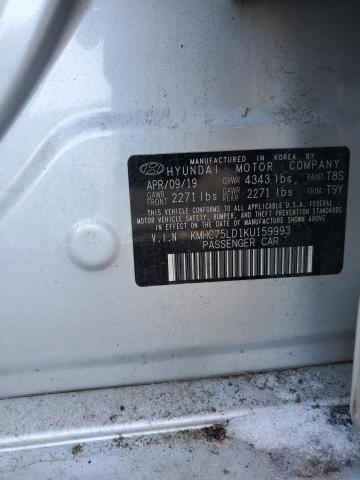 MANUFACTURED IN KOREA BY
HYUNDAI MOTOR COMPANY
APR/09/19 GVWR 4343 lbs. PAINT T8S
GAWR FRONT 2271 lbs GAWR REAR 2271 lbs TRIM T9Y
THIS VEHICLE CONFORMS TO ALL APPLICABLE U.S.A. FEDERAL
MOTOR VEHICLE SAFETY, BUMPER, AND THEFT PREVENTION
STANDARDS IN EFFECT ON THE DATE OF MANUFACTURE SHOWN ABOVE.
V.I.N KMHC75LD1KU159993
PASSENGER CAR